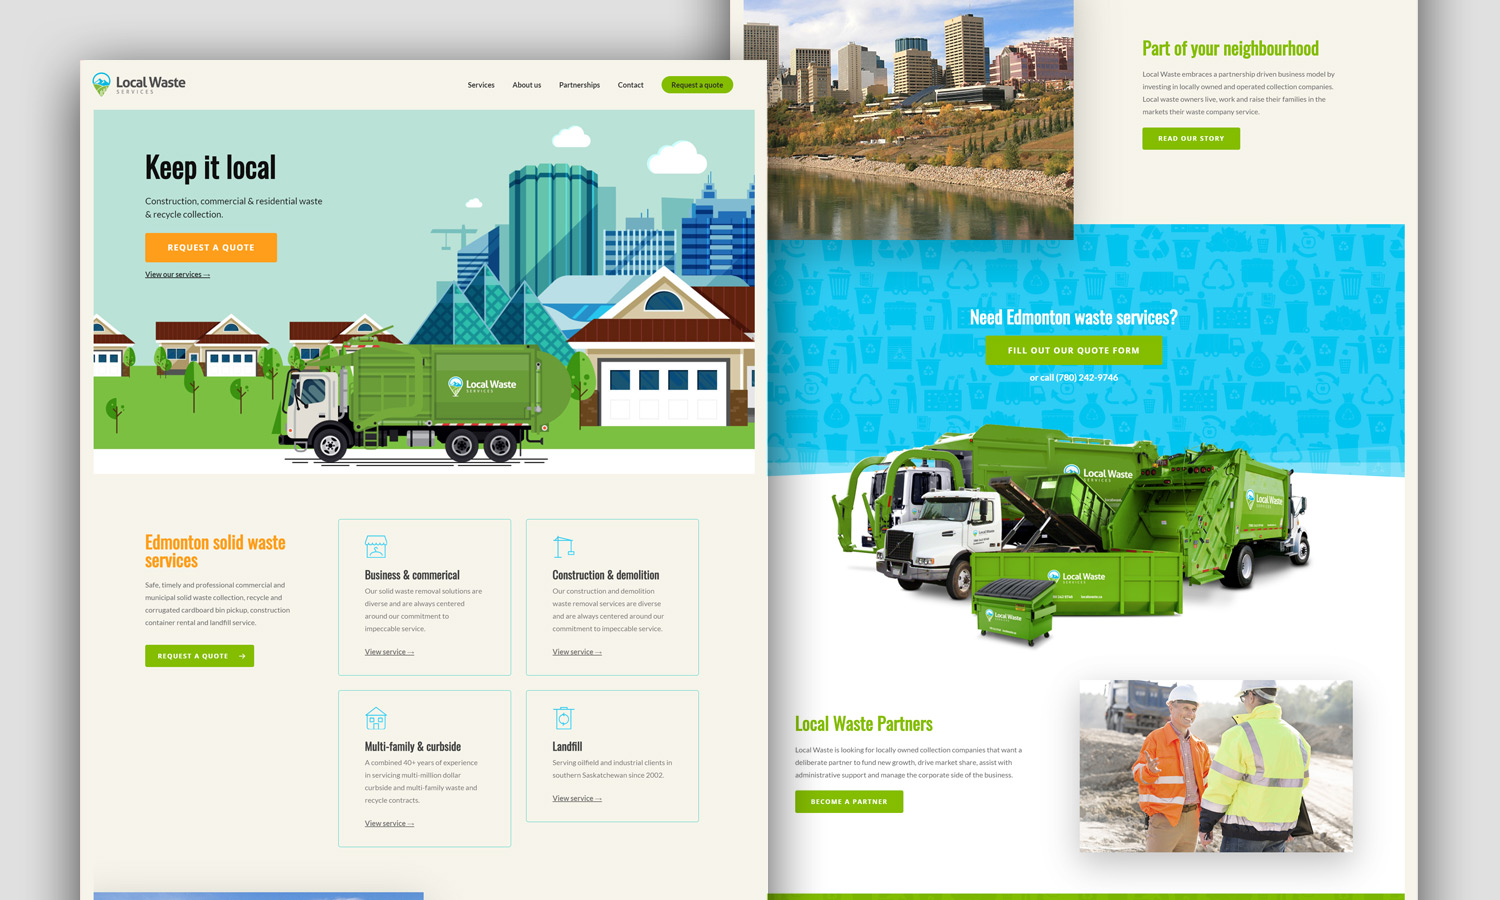 Local Waste
SERVICES
Services
About us
Partnerships
Contact
Request a quote
Keep it local
Construction, commercial & residential waste
& recycle collection.
REQUEST A QUOTE
View our services →
Local Waste
SERVICES
Edmonton solid waste
services
Safe, timely and professional commercial and
municipal solid waste collection, recycle and
corrugated cardboard bin pickup, construction
container rental and landfill service.
REQUEST A QUOTE →
Business & commerical
Our solid waste removal solutions are
diverse and are always centered
around our commitment to
impeccable service.
View service →
Construction & demolition
Our construction and demolition
waste removal services are diverse
and are always centered around our
commitment to impeccable service.
View service →
Multi-family & curbside
A combined 40+ years of experience
in servicing multi-million dollar
curbside and multi-family waste and
recycle contracts.
View service →
Landfill
Serving oilfield and industrial clients in
southern Saskatchewan since 2002.
View service →
Part of your neighbourhood
Local Waste embraces a partnership driven business model by
investing in locally owned and operated collection companies.
Local waste owners live, work and raise their families in the
markets their waste company service.
READ OUR STORY
Need Edmonton waste services?
FILL OUT OUR QUOTE FORM
or call (780) 242-9746
Local Waste
SERVICES
Local Waste
SERVICES
Local Waste
SERVICES
Local Waste
SERVICES
Local Waste Partners
Local Waste is looking for locally owned collection companies that want a
deliberate partner to fund new growth, drive market share, assist with
administrative support and manage the corporate side of the business.
BECOME A PARTNER